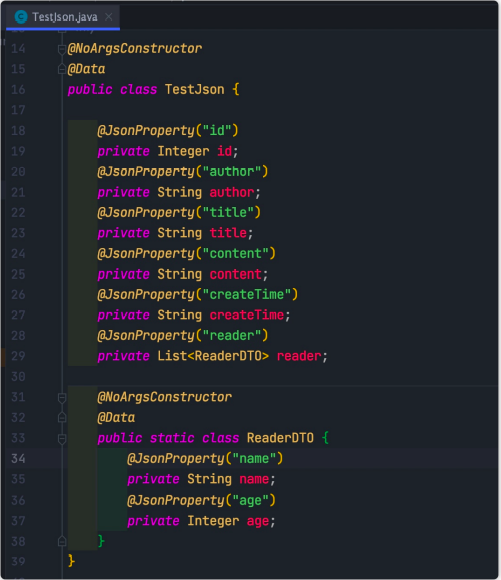 TestJson.java
14 @NoArgsConstructor
15 @Data
16 public class TestJson {
17
18 @JsonProperty("id")
19 private Integer id;
20 @JsonProperty("author")
21 private String author;
22 @JsonProperty("title")
23 private String title;
24 @JsonProperty("content")
25 private String content;
26 @JsonProperty("createTime")
27 private String createTime;
28 @JsonProperty("reader")
29 private List<ReaderDTO> reader;
30
31 @NoArgsConstructor
32 @Data
33 public static class ReaderDTO {
34 @JsonProperty("name")
35 private String name;
36 @JsonProperty("age")
37 private Integer age;
38 }
39 }